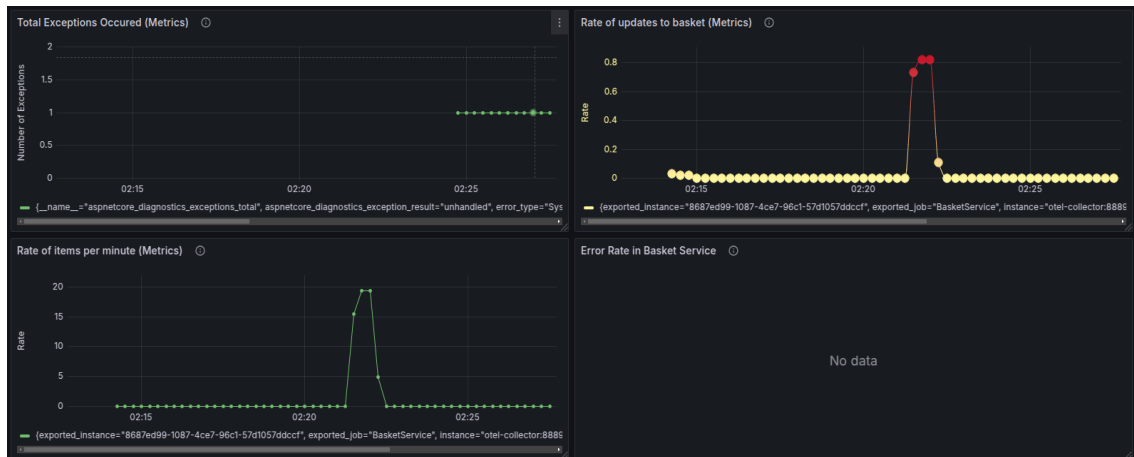 Total Exceptions Occured (Metrics)
Number of Exceptions
2
1.5
1
0.5
0
02:15 02:20 02:25
{__name__="aspnetcore_diagnostics_exceptions_total", aspnetcore_diagnostics_exception_result="unhandled", error_type="Sys
Rate of updates to basket (Metrics)
Rate
0.8
0.6
0.4
0.2
0
02:15 02:20 02:25
{exported_instance="8687ed99-1087-4ce7-96c1-57d1057ddccf", exported_job="BasketService", instance="otel-collector:8889
Rate of items per minute (Metrics)
Rate
20
15
10
5
0
02:15 02:20 02:25
{exported_instance="8687ed99-1087-4ce7-96c1-57d1057ddccf", exported_job="BasketService", instance="otel-collector:8889
Error Rate in Basket Service
No data